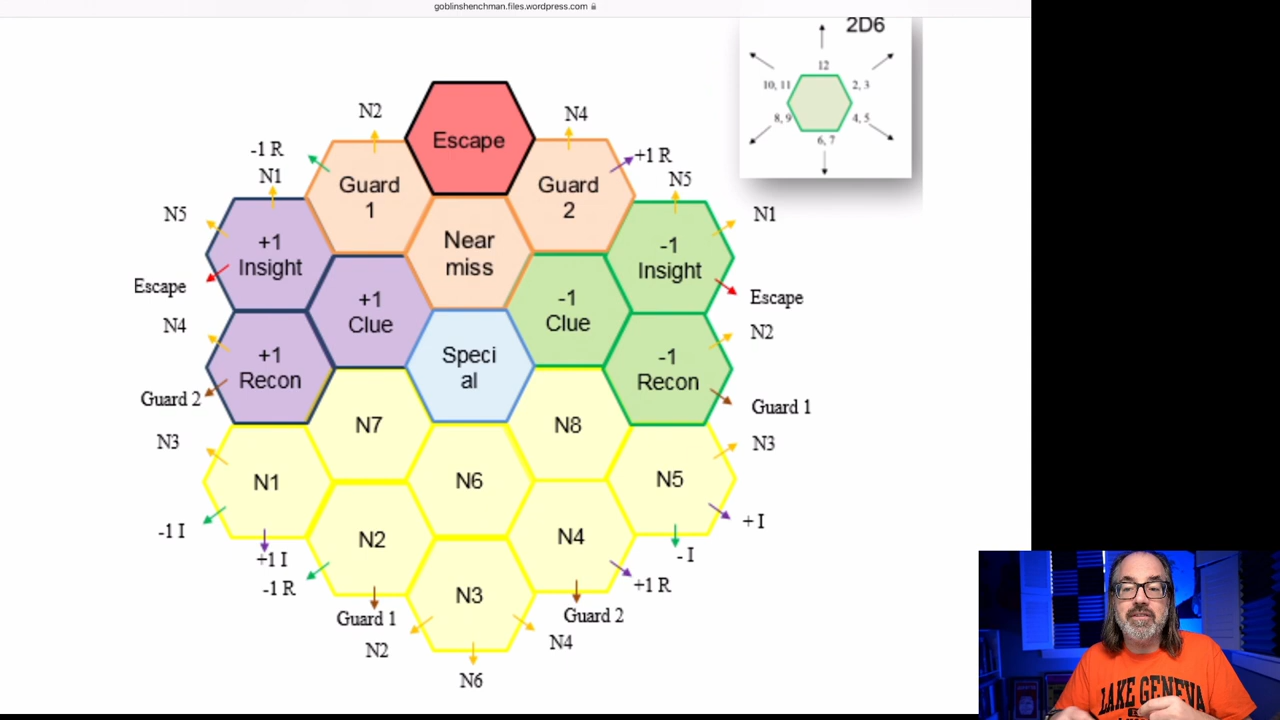 goblinshenchman.files.wordpress.com
2D6
12
10, 11
2, 3
8, 9
4, 5
6, 7
N2
N4
Escape
-1 R
+1 R
N1
N5
Guard
1
Guard
2
N5
N1
+1
Insight
Near
miss
-1
Insight
Escape
Escape
+1
Clue
-1
Clue
N4
N2
+1
Recon
Speci
al
-1
Recon
Guard 2
Guard 1
N7
N8
N3
N3
N1
N6
N5
-1 I
+ I
N2
N4
+1 I
- I
-1 R
+1 R
N3
Guard 1
Guard 2
N2
N4
N6
LAKE GENEVA